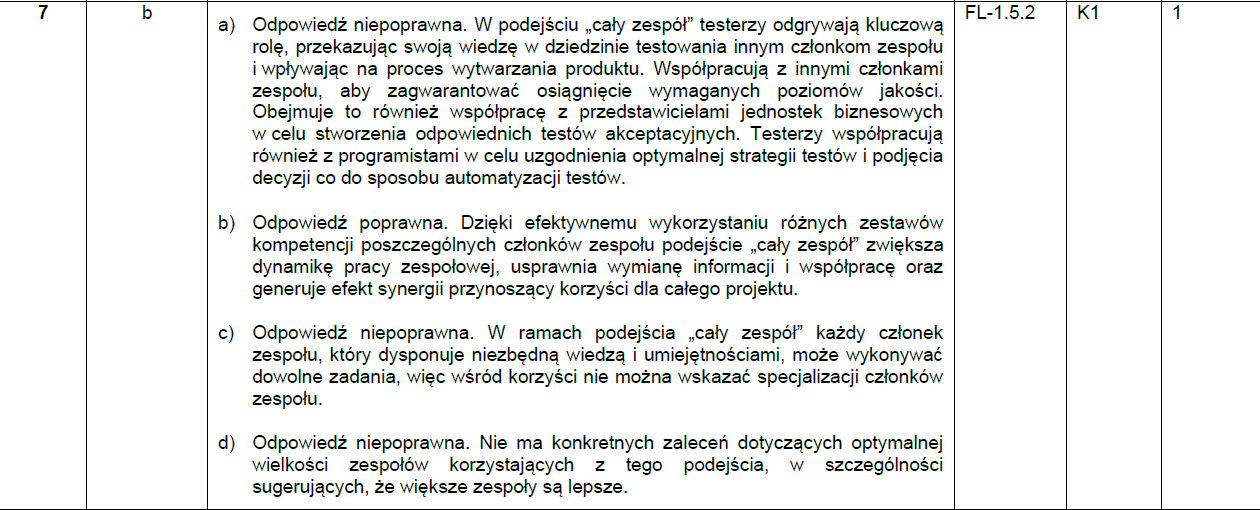 7 b a) Odpowiedź niepoprawna. W podejściu „cały zespół” testerzy odgrywają kluczową FL-1.5.2 K1 1
rolę, przekazując swoją wiedzę w dziedzinie testowania innym członkom zespołu
i wpływając na proces wytwarzania produktu. Współpracują z innymi członkami
zespołu, aby zagwarantować osiągnięcie wymaganych poziomów jakości.
Obejmuje to również współpracę z przedstawicielami jednostek biznesowych
w celu stworzenia odpowiednich testów akceptacyjnych. Testerzy współpracują
również z programistami w celu uzgodnienia optymalnej strategii testów i podjęcia
decyzji co do sposobu automatyzacji testów.
b) Odpowiedź poprawna. Dzięki efektywnemu wykorzystaniu różnych zestawów
kompetencji poszczególnych członków zespołu podejście „cały zespół” zwiększa
dynamikę pracy zespołowej, usprawnia wymianę informacji i współpracę oraz
generuje efekt synergii przynoszący korzyści dla całego projektu.
c) Odpowiedź niepoprawna. W ramach podejścia „cały zespół” każdy członek
zespołu, który dysponuje niezbędną wiedzą i umiejętnościami, może wykonywać
dowolne zadania, więc wśród korzyści nie można wskazać specjalizacji członków
zespołu.
d) Odpowiedź niepoprawna. Nie ma konkretnych zaleceń dotyczących optymalnej
wielkości zespołów korzystających z tego podejścia, w szczególności
sugerujących, że większe zespoły są lepsze.